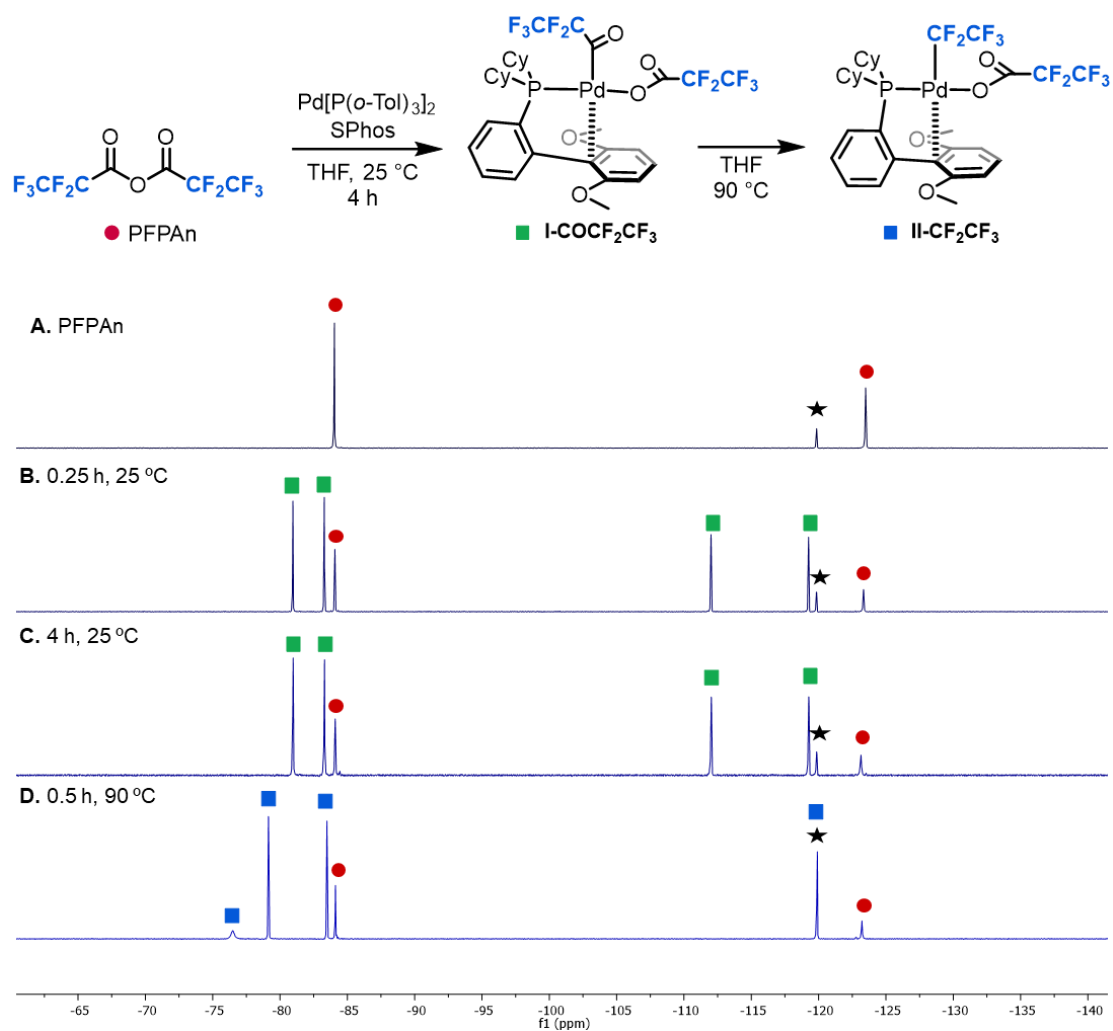 F₃CF₂C
O
Cy
Cy
P
Pd
O
O
CF₂CF₃
O
O
I-COCF₂CF₃
CF₂CF₃
Cy
Cy
P
Pd
O
O
CF₂CF₃
O
O
II-CF₂CF₃
Pd[P(o-Tol)₃]₂
SPhos
THF, 25 °C
4 h
THF
90 °C
O
O
F₃CF₂C
O
CF₂CF₃
PFPAn
A. PFPAn
B. 0.25 h, 25 °C
C. 4 h, 25 °C
D. 0.5 h, 90 °C
-65 -70 -75 -80 -85 -90 -95 -100 -105 -110 -115 -120 -125 -130 -135 -140
f1 (ppm)